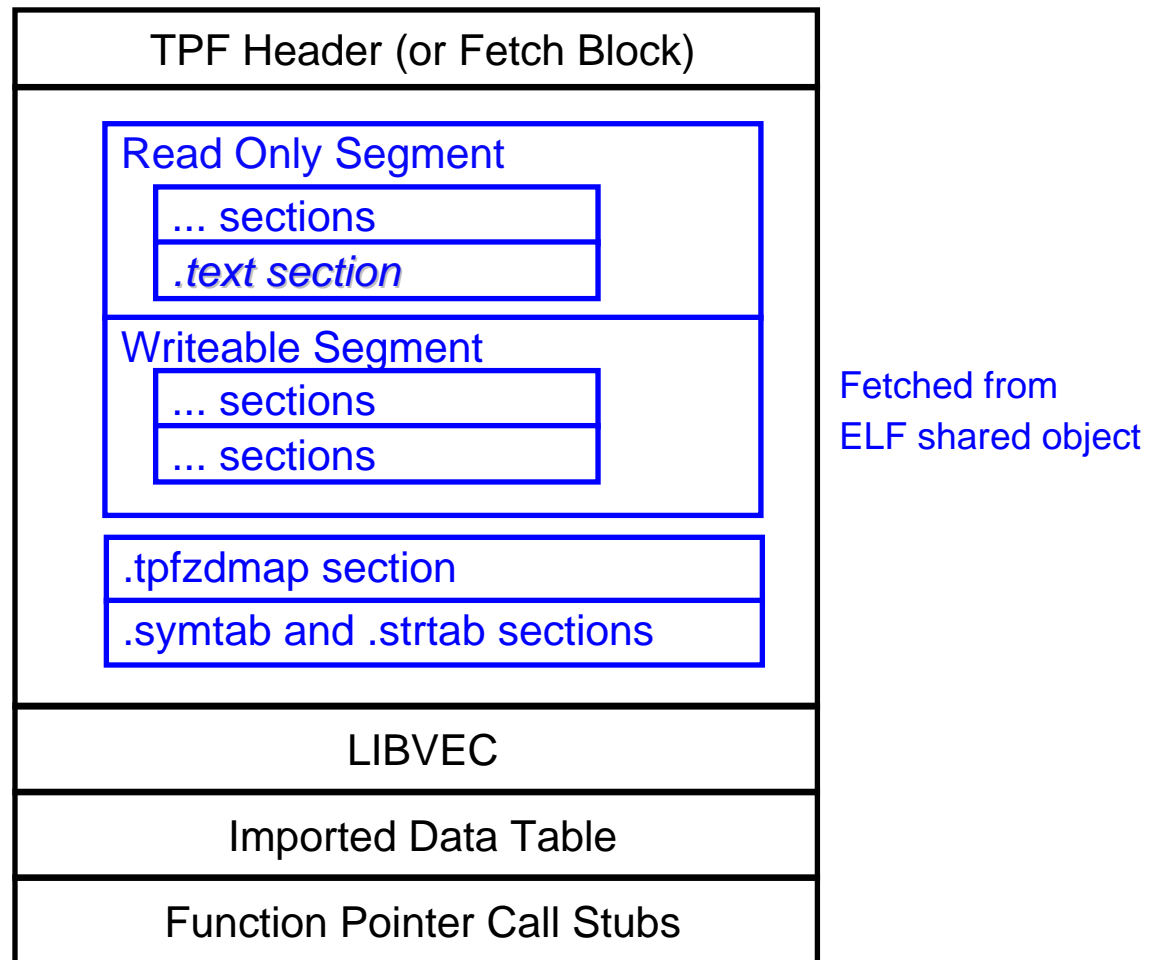 TPF Header (or Fetch Block)
Read Only Segment
... sections
.text section
Writeable Segment
... sections
... sections
Fetched from
ELF shared object
.tpfzdmap section
.symtab and .strtab sections
LIBVEC
Imported Data Table
Function Pointer Call Stubs